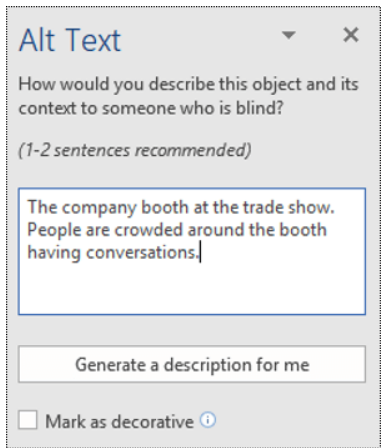 Alt Text
How would you describe this object and its
context to someone who is blind?
(1-2 sentences recommended)
The company booth at the trade show.
People are crowded around the booth
having conversations.
Generate a description for me
Mark as decorative